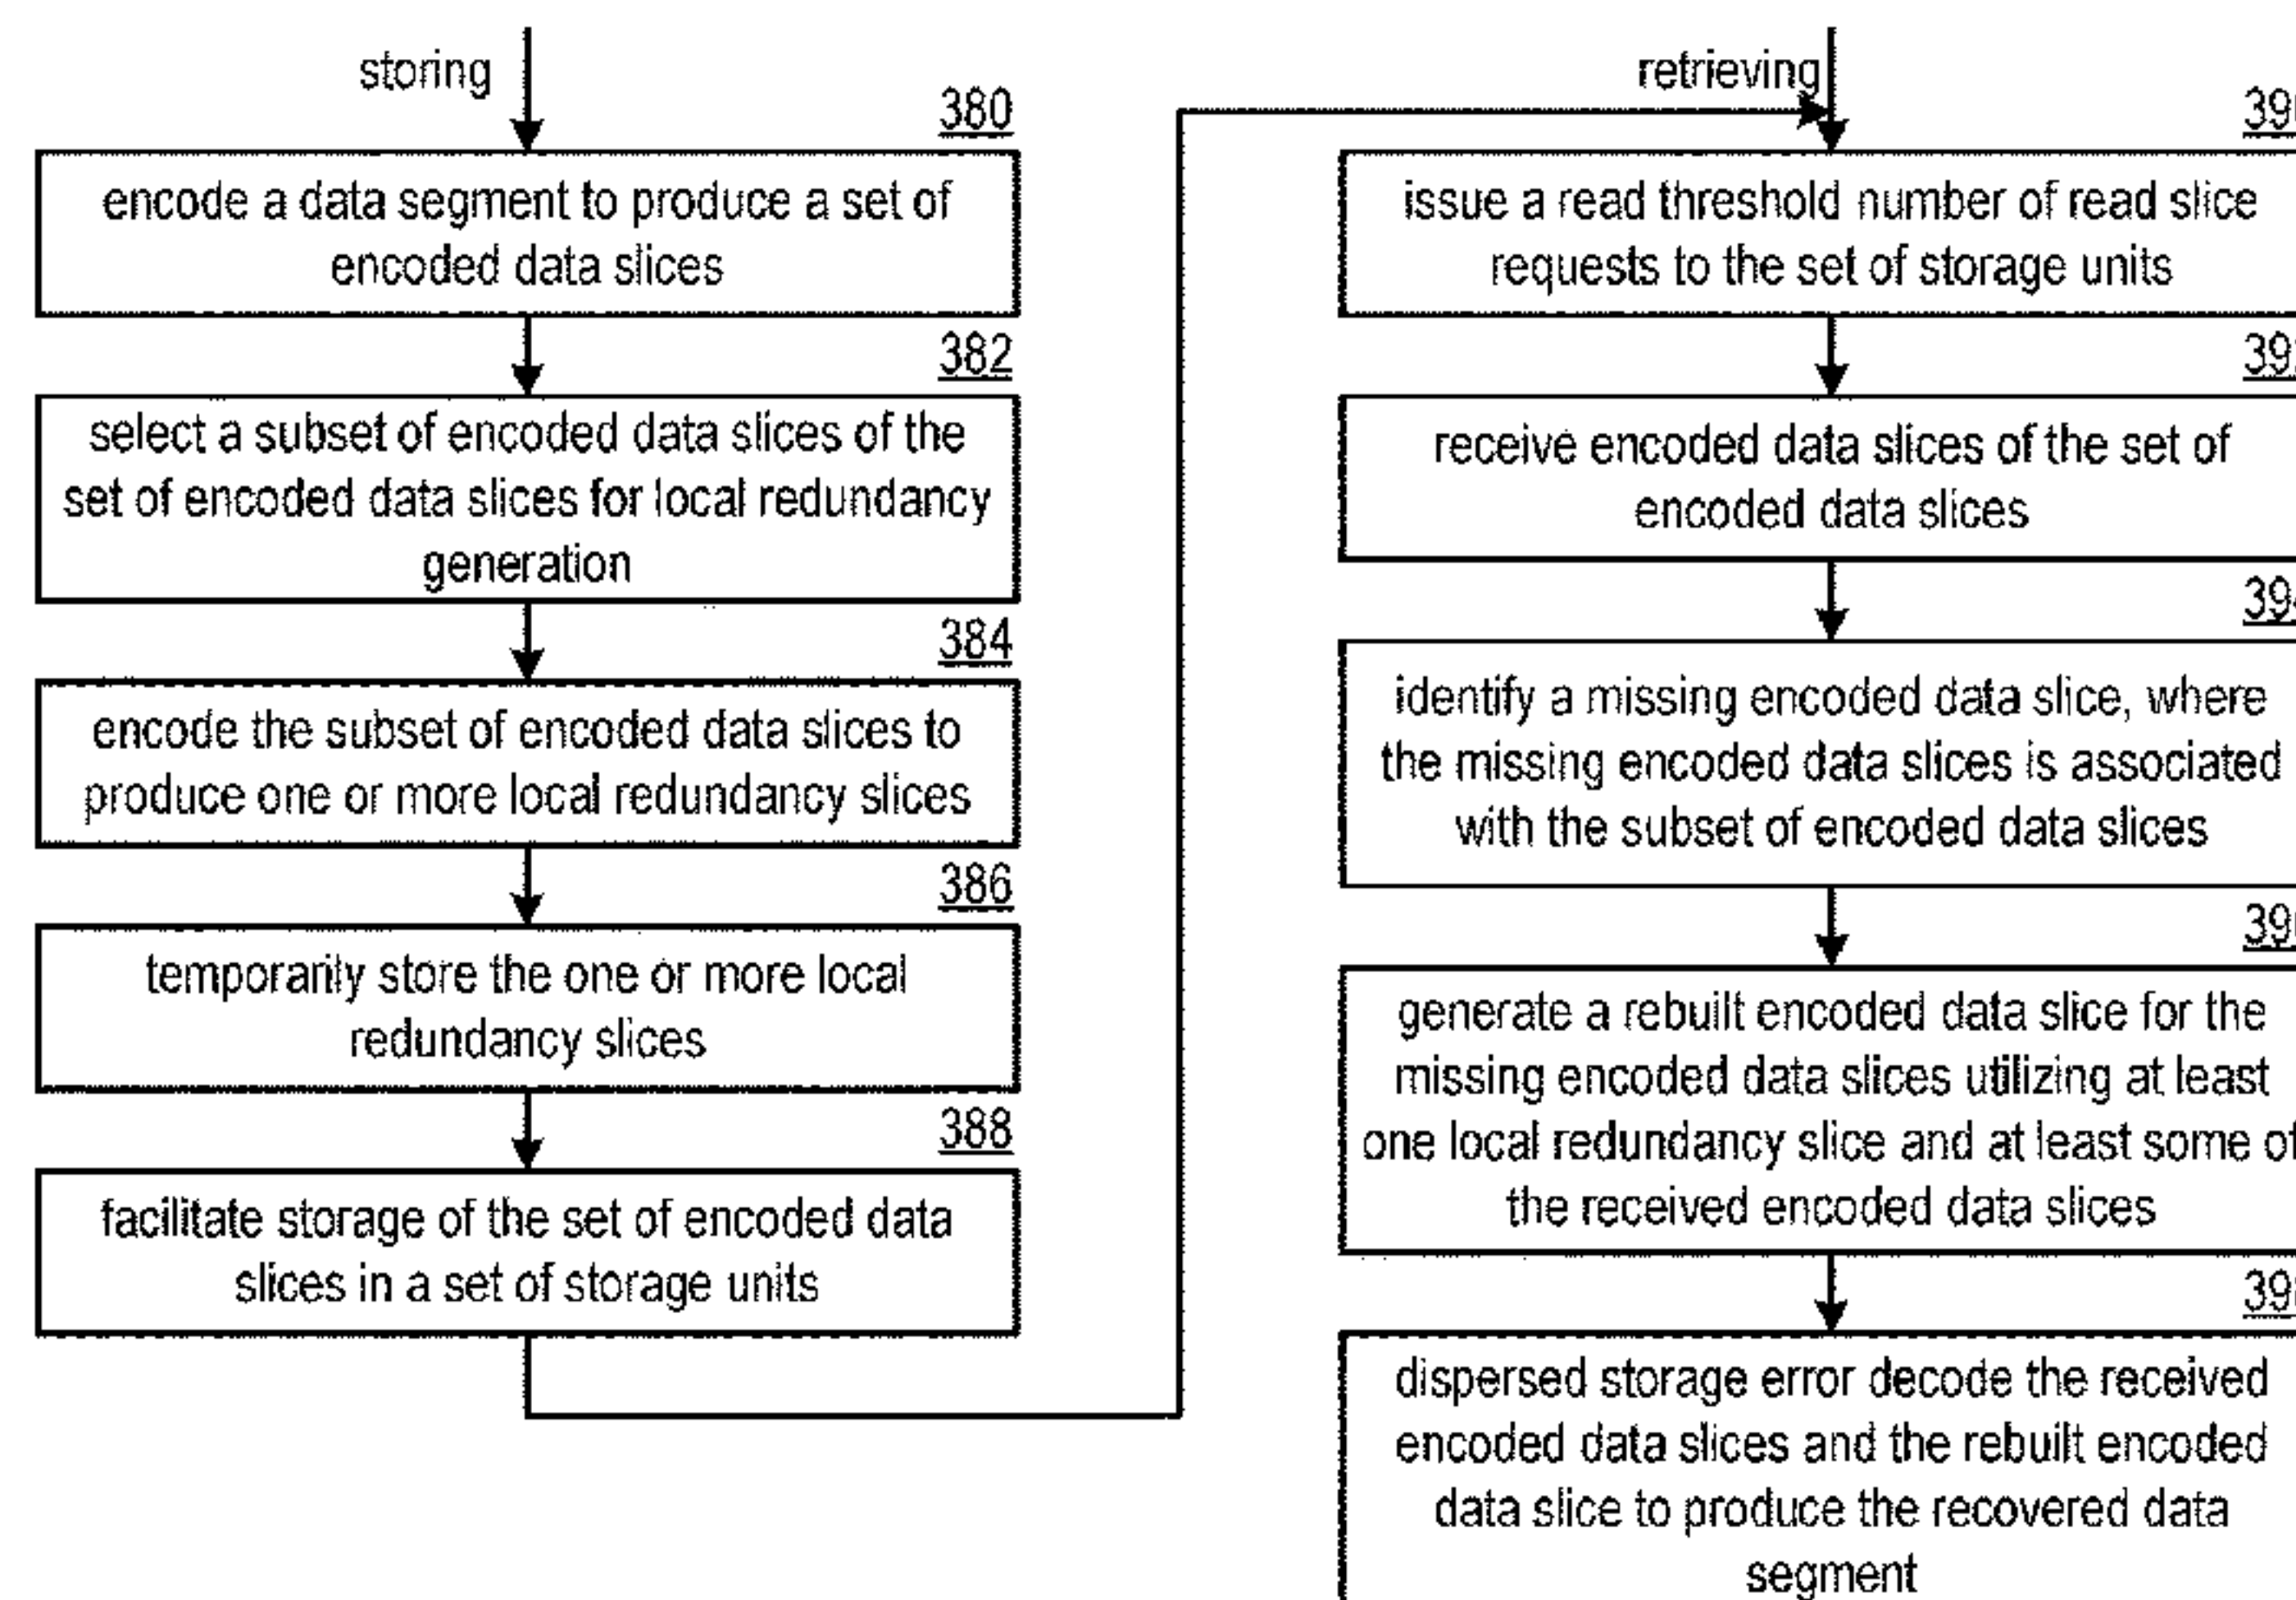 storing
380
encode a data segment to produce a set of
encoded data slices
382
select a subset of encoded data slices of the
set of encoded data slices for local redundancy
generation
384
encode the subset of encoded data slices to
produce one or more local redundancy slices
386
temporarily store the one or more local
redundancy slices
388
facilitate storage of the set of encoded data
slices in a set of storage units
retrieving
issue a read threshold number of read slice
requests to the set of storage units
receive encoded data slices of the set of
encoded data slices
identify a missing encoded data slice, where
the missing encoded data slices is associated
with the subset of encoded data slices
generate a rebuilt encoded data slice for the
missing encoded data slices utilizing at least
one local redundancy slice and at least some of
the received encoded data slices
dispersed storage error decode the received
encoded data slices and the rebuilt encoded
data slice to produce the recovered data
segment